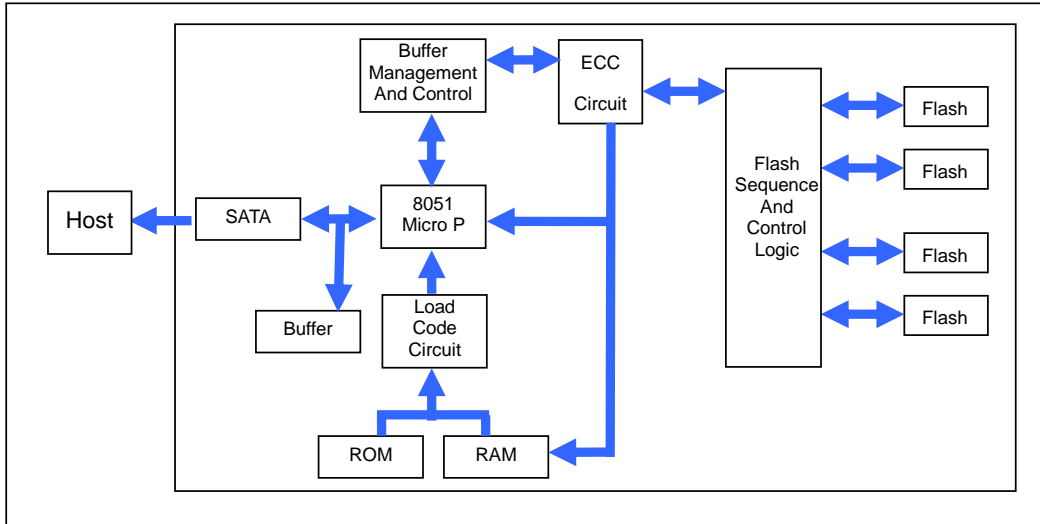 Buffer
Management
And Control
ECC
Circuit
Flash
Flash
Flash
Sequence
And
Control
Logic
Flash
Flash
Host
SATA
8051
Micro P
Buffer
Load
Code
Circuit
ROM
RAM